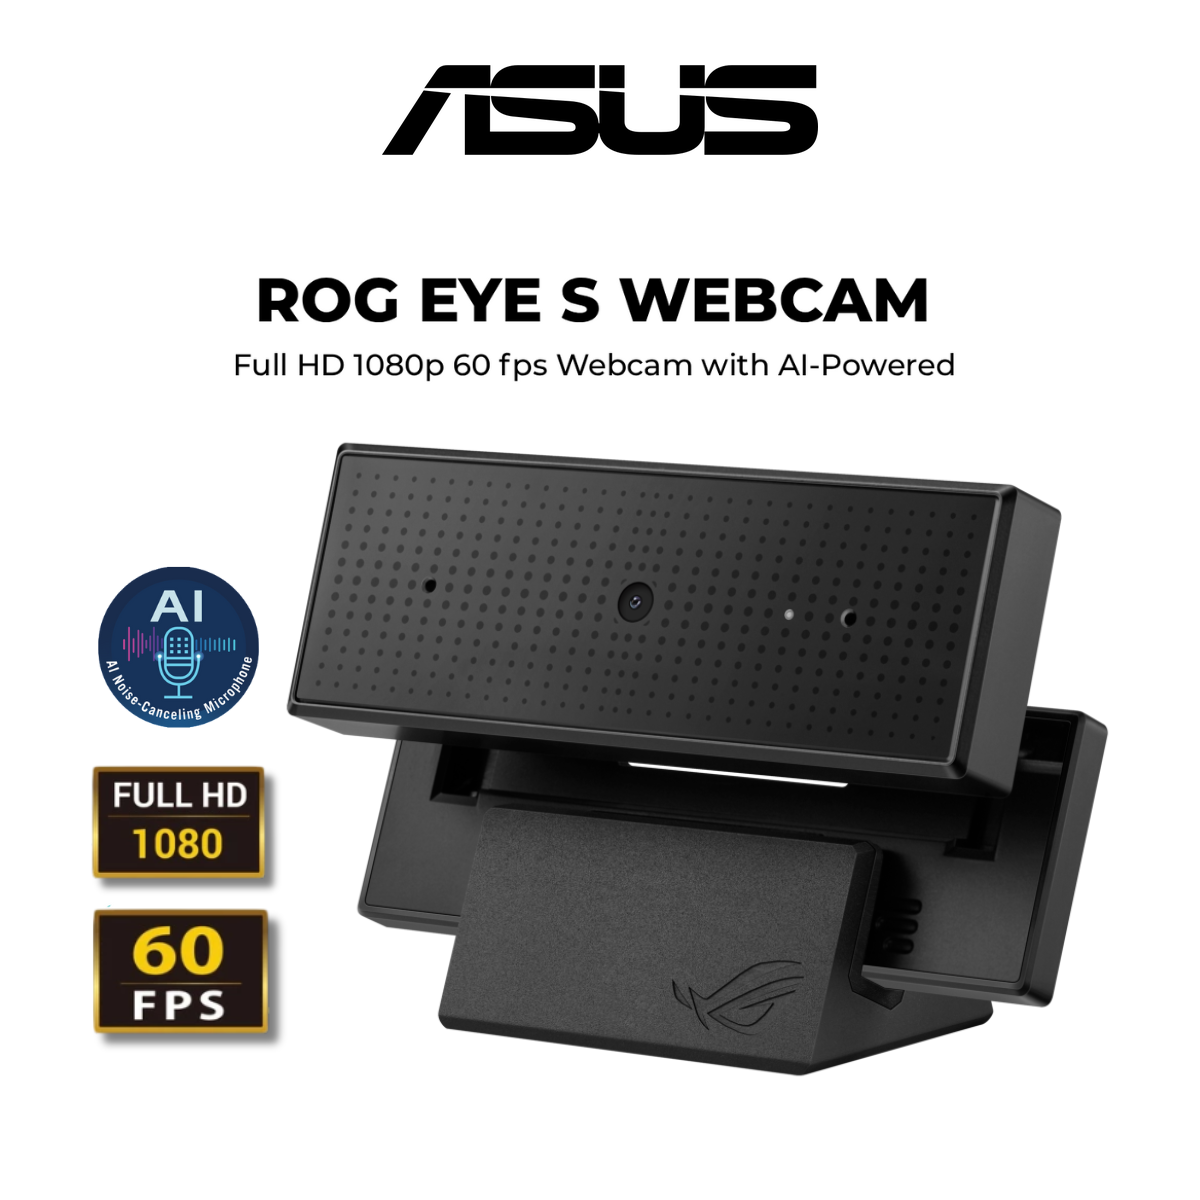 ASUS
ROG EYE S WEBCAM
Full HD 1080p 60 fps Webcam with AI-Powered
AI
AI Noise-Canceling Microphone
FULL HD
1080
60
FPS